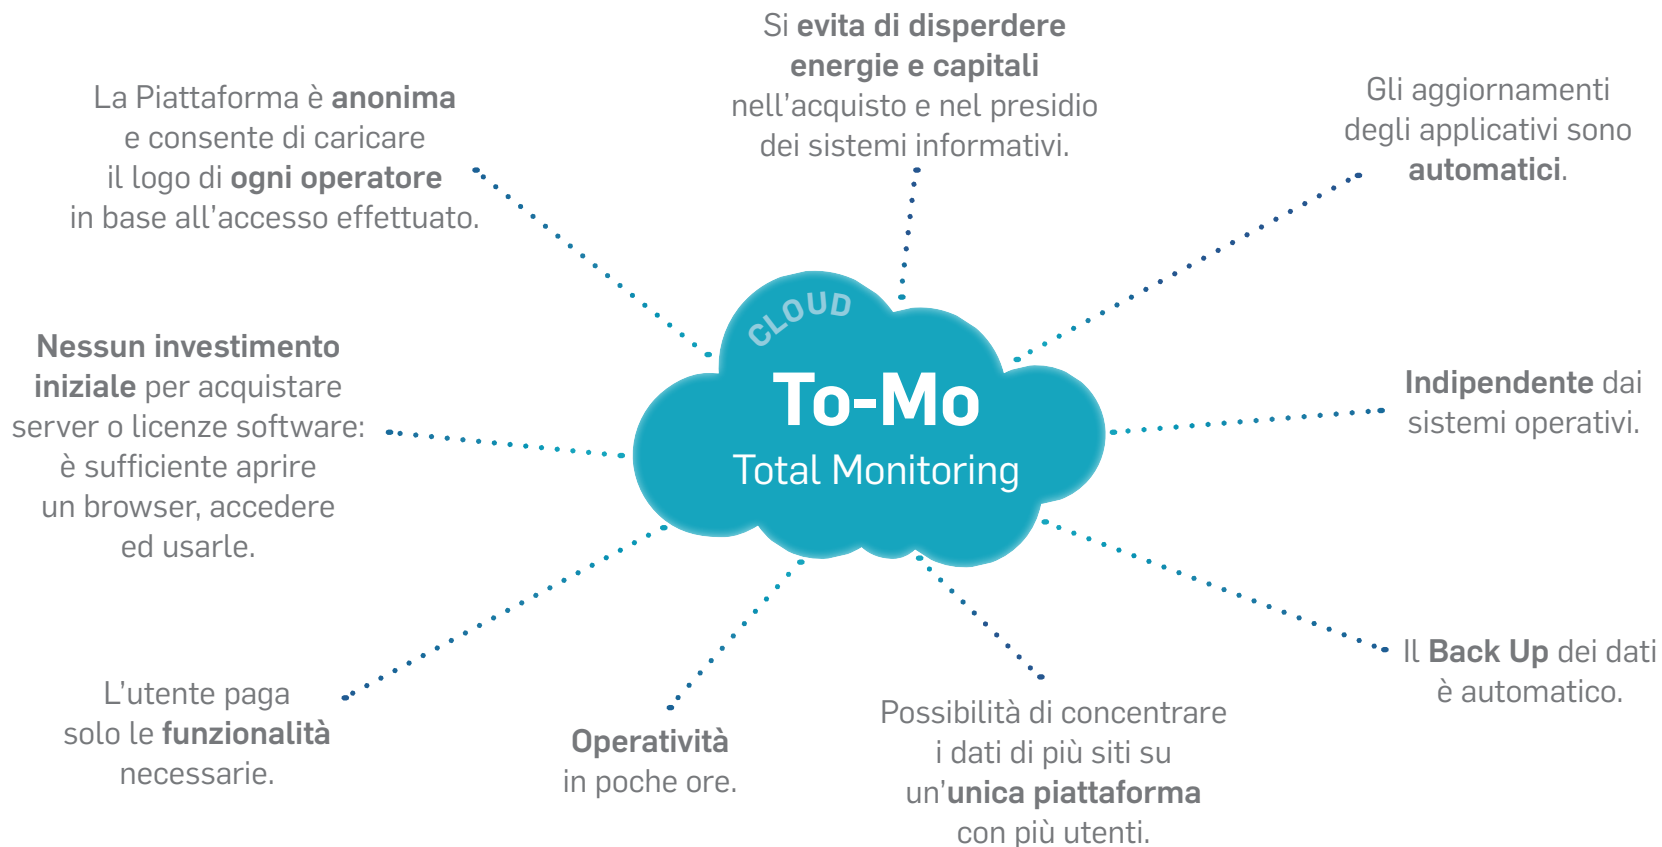 Si evita di disperdere
energie e capitali
nell'acquisto e nel presidio
dei sistemi informativi.
La Piattaforma è anonima
e consente di caricare
il logo di ogni operatore
in base all'accesso effettuato.
Gli aggiornamenti
degli applicativi sono
automatici.
CLOUD
To-Mo
Total Monitoring
Nessun investimento
iniziale per acquistare
server o licenze software:
è sufficiente aprire
un browser, accedere
ed usarle.
Indipendente dai
sistemi operativi.
L'utente paga
solo le funzionalità
necessarie.
Operatività
in poche ore.
Possibilità di concentrare
i dati di più siti su
un'unica piattaforma
con più utenti.
Il Back Up dei dati
è automatico.